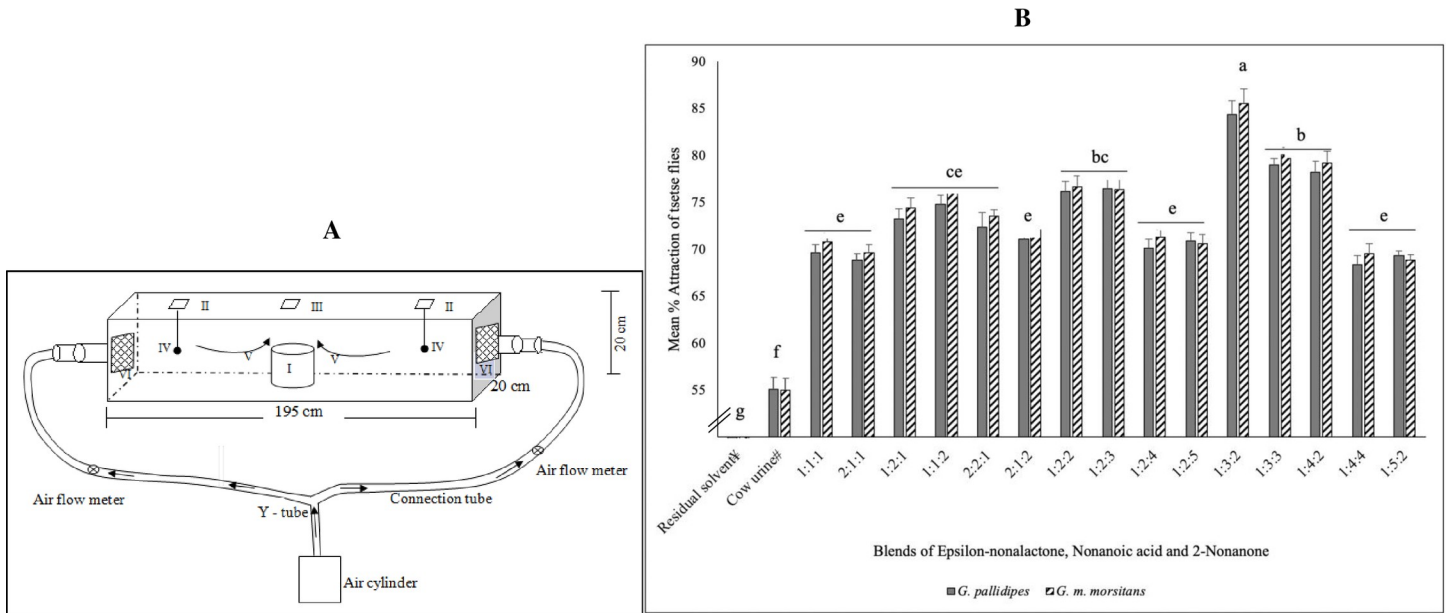 A
II
III
II
IV
IV
V
V
I
VI
YI
20 cm
20 cm
195 cm
Air flow meter
Air flow meter
Connection tube
Y - tube
Air cylinder
B
Mean % Attraction of tsetse flies
90
85
80
75
70
65
60
55
g
f
e
ce
e
bc
e
a
b
e
Residual solvent¥
Cow urine#
1:1:1
2:1:1
1:2:1
1:1:2
2:2:1
2:1:2
1:2:2
1:2:3
1:2:4
1:2:5
1:3:2
1:3:3
1:4:2
1:4:4
1:5:2
Blends of Epsilon-nonalactone, Nonanoic acid and 2-Nonanone
G. pallidipes G. m. morsitans